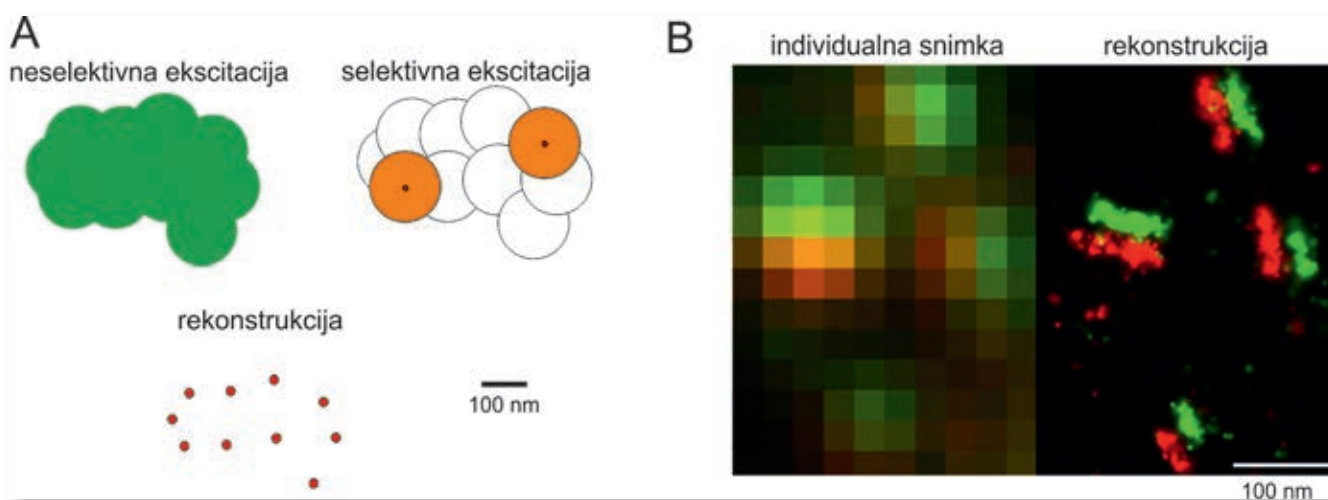 A
neselektivna ekscitacija
selektivna ekscitacija
rekonstrukcija
100 nm
B
individualna snimka
rekonstrukcija
100 nm